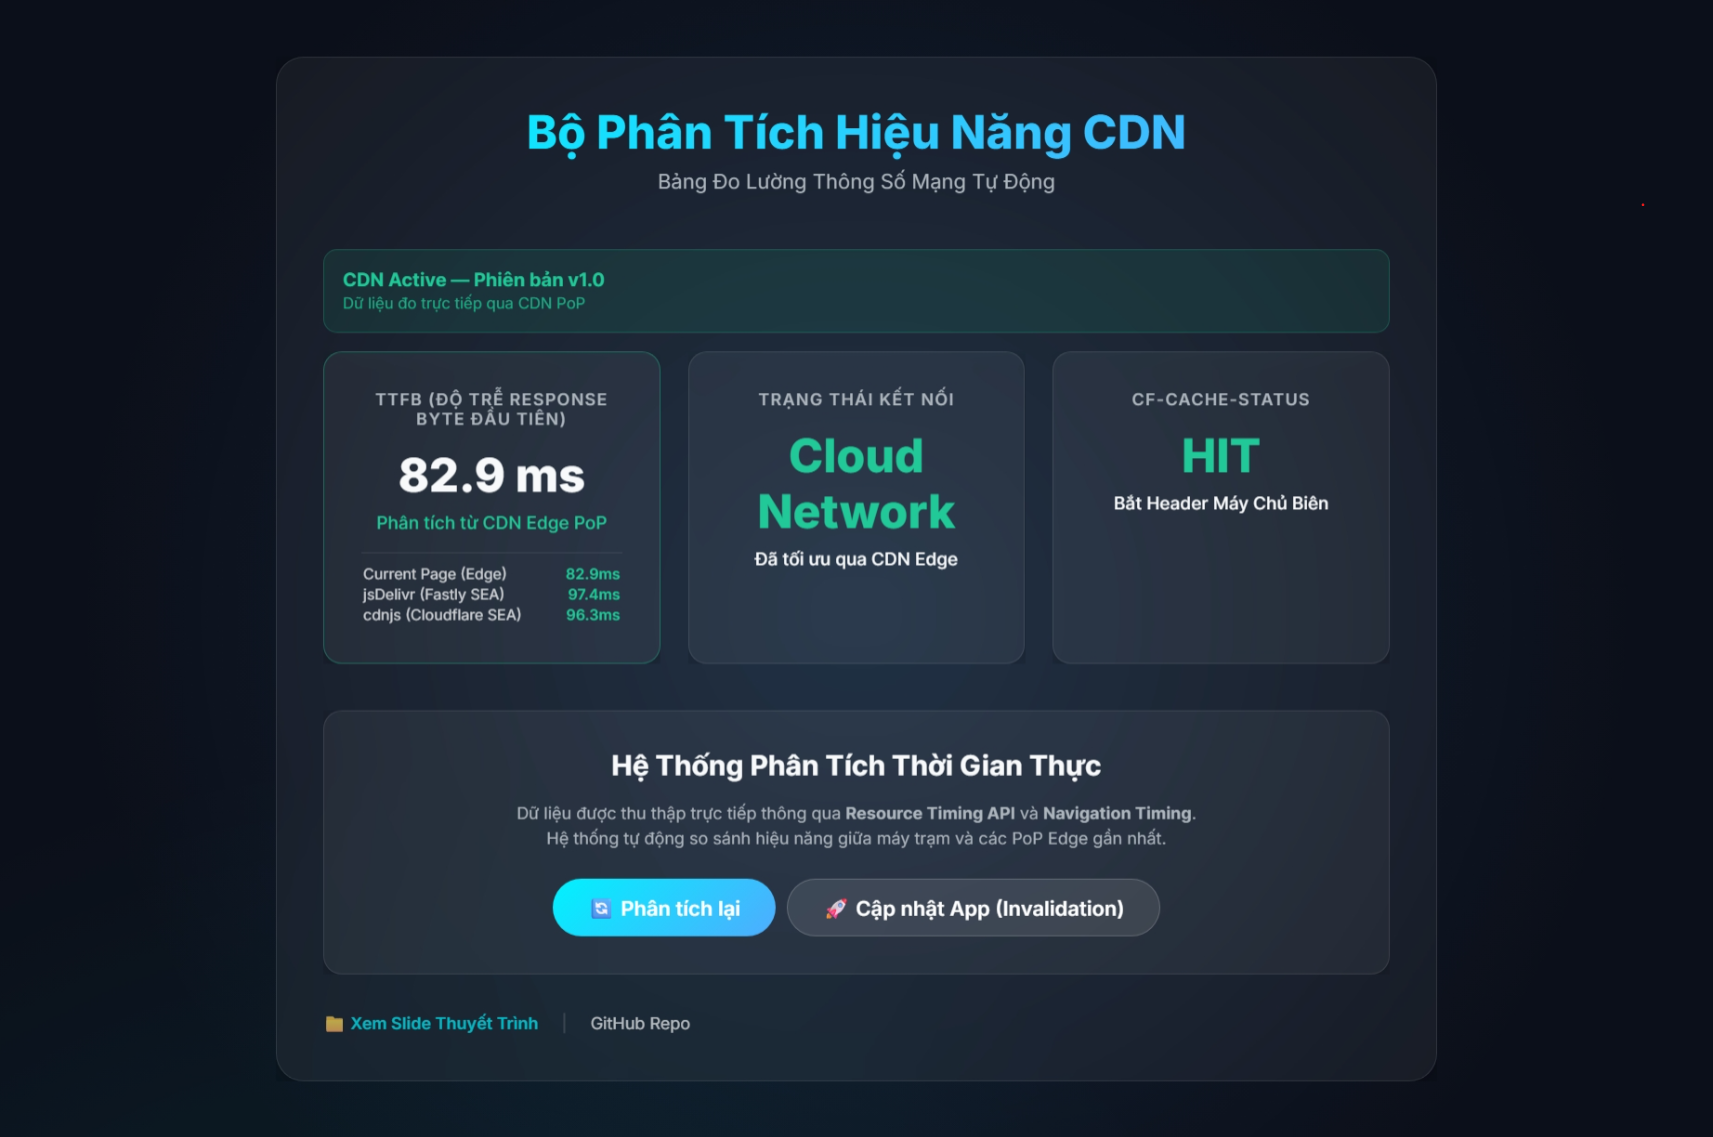 Bộ Phân Tích Hiệu Năng CDN
Bảng Đo Lường Thông Số Mạng Tự Động
CDN Active — Phiên bản v1.0
Dữ liệu đo trực tiếp qua CDN PoP
TTFB (ĐỘ TRỄ RESPONSE
BYTE ĐẦU TIÊN)
82.9 ms
Phân tích từ CDN Edge PoP
Current Page (Edge) 82.9ms
jsDelivr (Fastly SEA) 97.4ms
cdnjs (Cloudflare SEA) 96.3ms
TRẠNG THÁI KẾT NỐI
Cloud
Network
Đã tối ưu qua CDN Edge
CF-CACHE-STATUS
HIT
Bắt Header Máy Chủ Biên
Hệ Thống Phân Tích Thời Gian Thực
Dữ liệu được thu thập trực tiếp thông qua Resource Timing API và Navigation Timing.
Hệ thống tự động so sánh hiệu năng giữa máy trạm và các PoP Edge gần nhất.
Phân tích lại
Cập nhật App (Invalidation)
Xem Slide Thuyết Trình
GitHub Repo